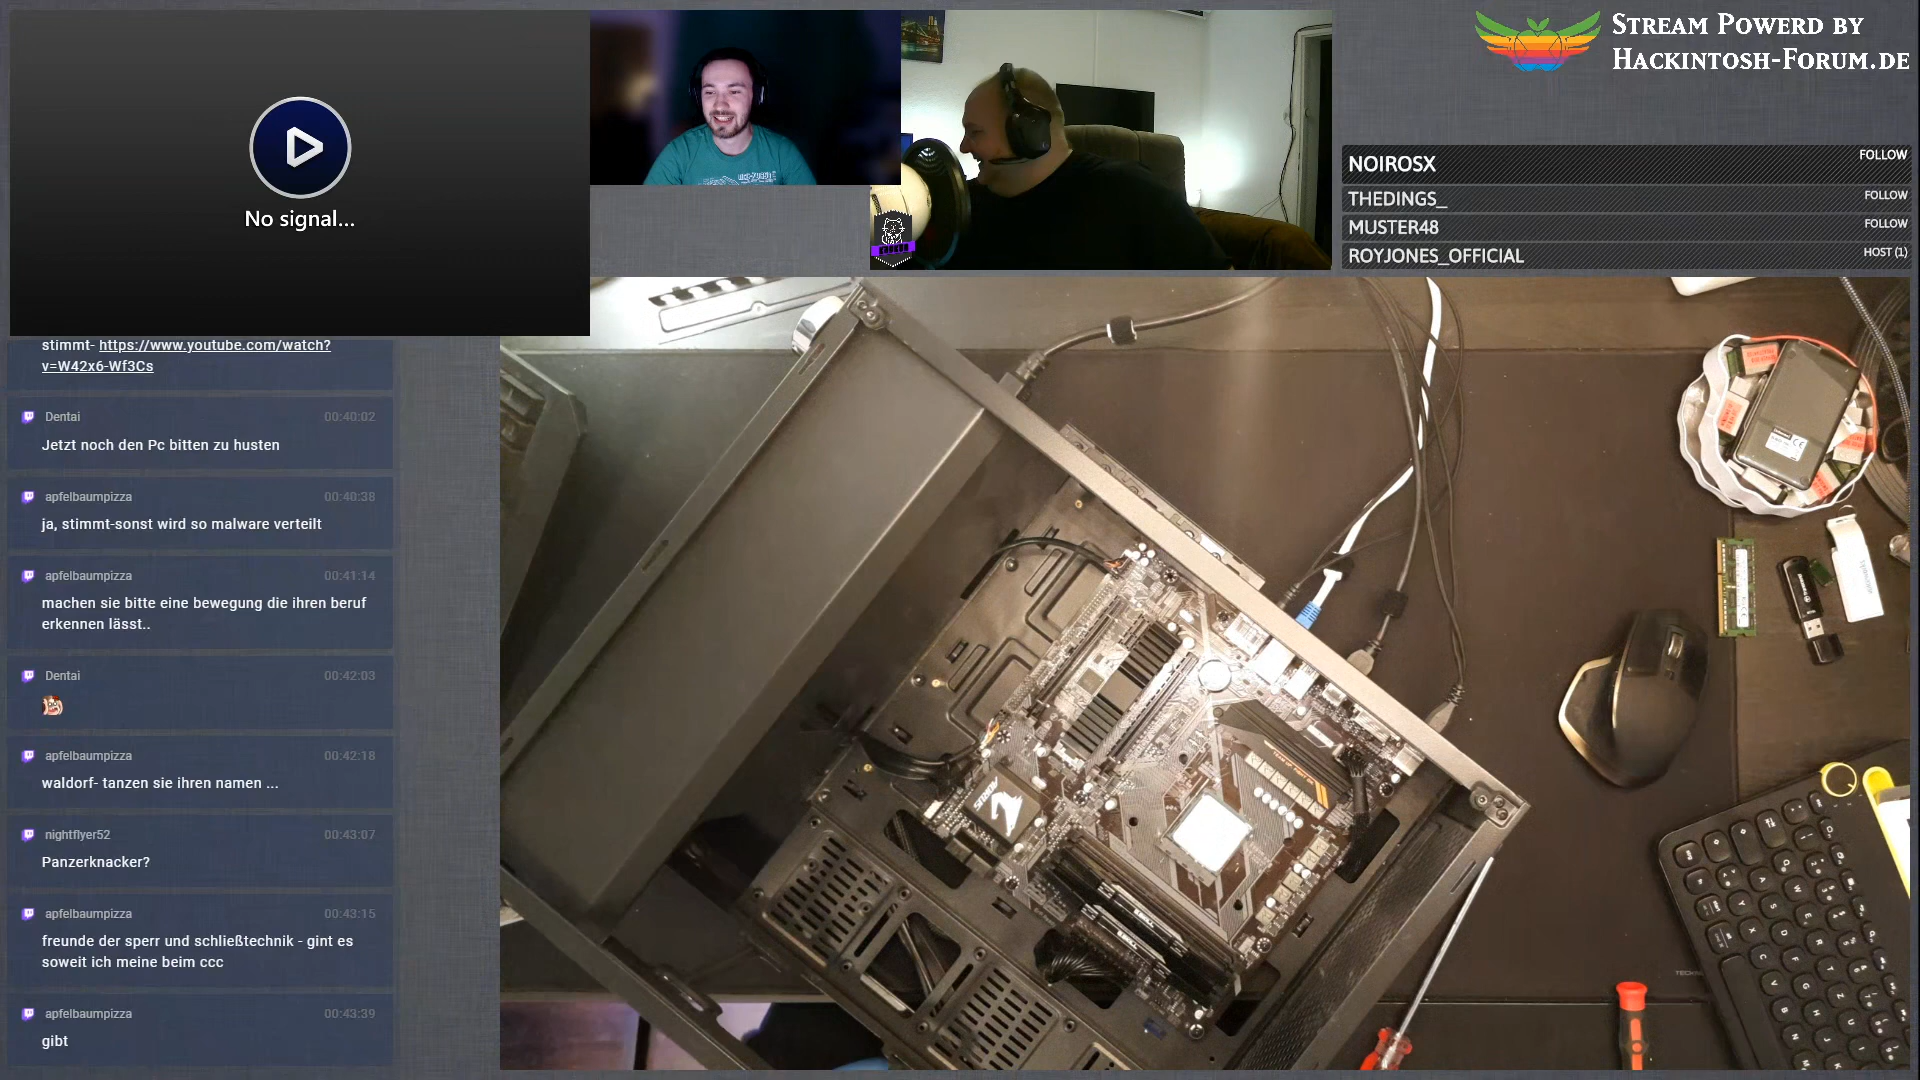 No signal...
STREAM POWERD BY
HACKINTOSH-FORUM.DE
NOIROSX
FOLLOW
THEDINGS_
FOLLOW
MUSTER48
FOLLOW
ROYJONES_OFFICIAL
HOST (1)
stimmt- https://www.youtube.com/watch?
v=W42x6-Wf3Cs
Dentai
00:40:02
Jetzt noch den Pc bitten zu husten
apfelbaumpizza
00:40:38
ja, stimmt-sonst wird so malware verteilt
apfelbaumpizza
00:41:14
machen sie bitte eine bewegung die ihren beruf
erkennen lässt..
Dentai
00:42:03
apfelbaumpizza
00:42:18
waldorf- tanzen sie ihren namen ...
nightflyer52
00:43:07
Panzerknacker?
apfelbaumpizza
00:43:15
freunde der sperr und schließtechnik - gint es
soweit ich meine beim ccc
apfelbaumpizza
00:43:39
gibt
AORUS